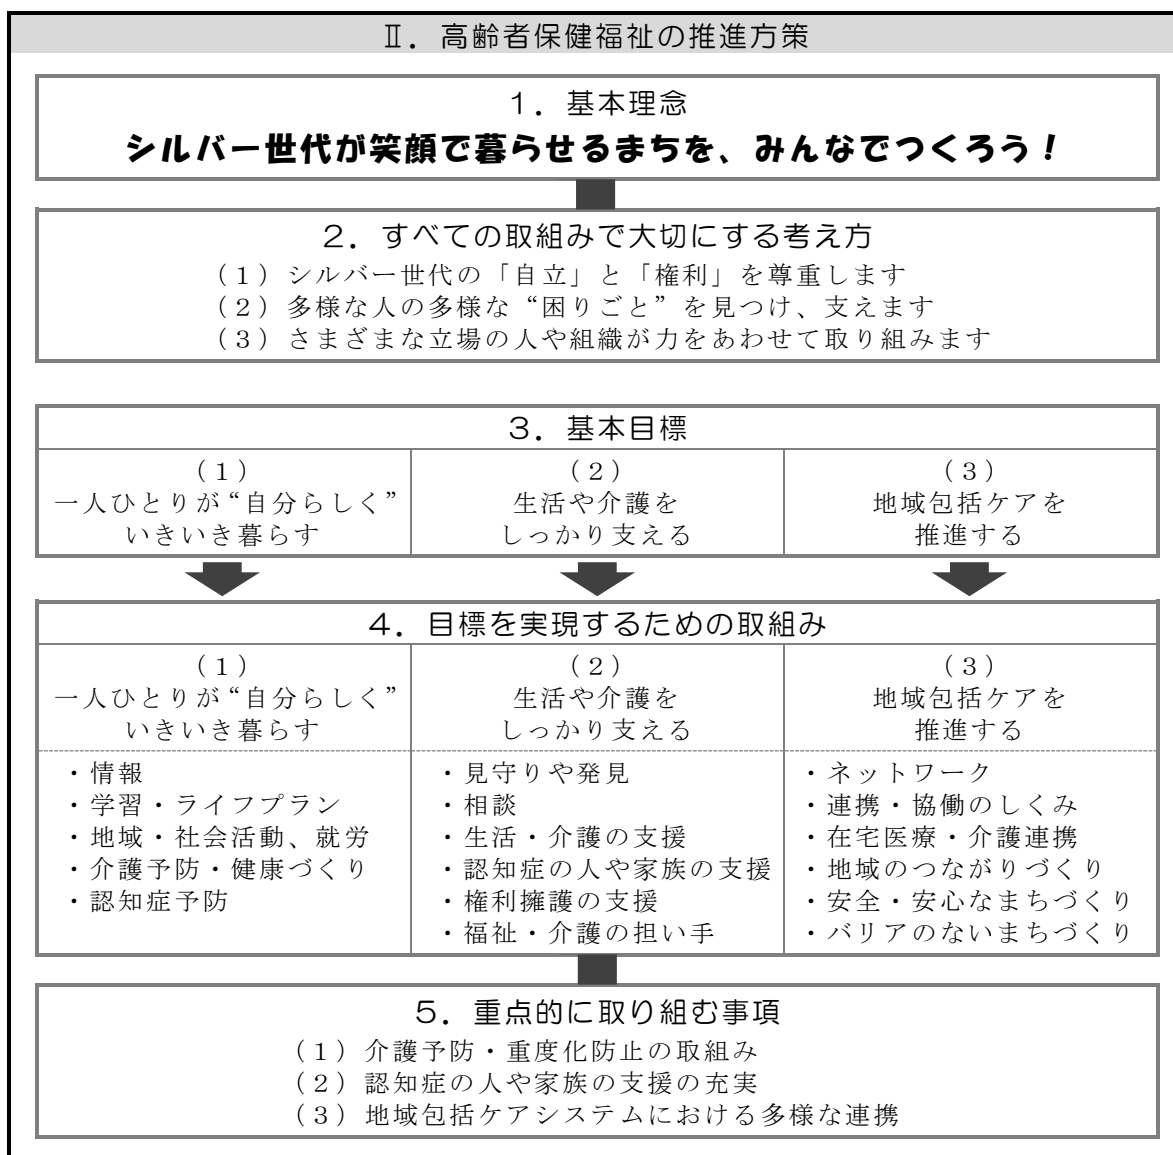 Ⅱ．高齢者保健福祉の推進方策
１．基本理念
シルバー世代が笑顔で暮らせるまちを、みんなでつくろう！
２．すべての取組みで大切にする考え方
（１）シルバー世代の「自立」と「権利」を尊重します
（２）多様な人の多様な“困りごと”を見つけ、支えます
（３）さまざまな立場の人や組織が力をあわせて取り組みます
３．基本目標
（１）
一人ひとりが“自分らしく”
いきいき暮らす
（２）
生活や介護を
しっかり支える
（３）
地域包括ケアを
推進する
４．目標を実現するための取組み
（１）
一人ひとりが“自分らしく”
いきいき暮らす
・情報
・学習・ライフプラン
・地域・社会活動、就労
・介護予防・健康づくり
・認知症予防
（２）
生活や介護を
しっかり支える
・見守りや発見
・相談
・生活・介護の支援
・認知症の人や家族の支援
・権利擁護の支援
・福祉・介護の担い手
（３）
地域包括ケアを
推進する
・ネットワーク
・連携・協働のしくみ
・在宅医療・介護連携
・地域のつながりづくり
・安全・安心なまちづくり
・バリアのないまちづくり
５．重点的に取り組む事項
（１）介護予防・重度化防止の取組み
（２）認知症の人や家族の支援の充実
（３）地域包括ケアシステムにおける多様な連携